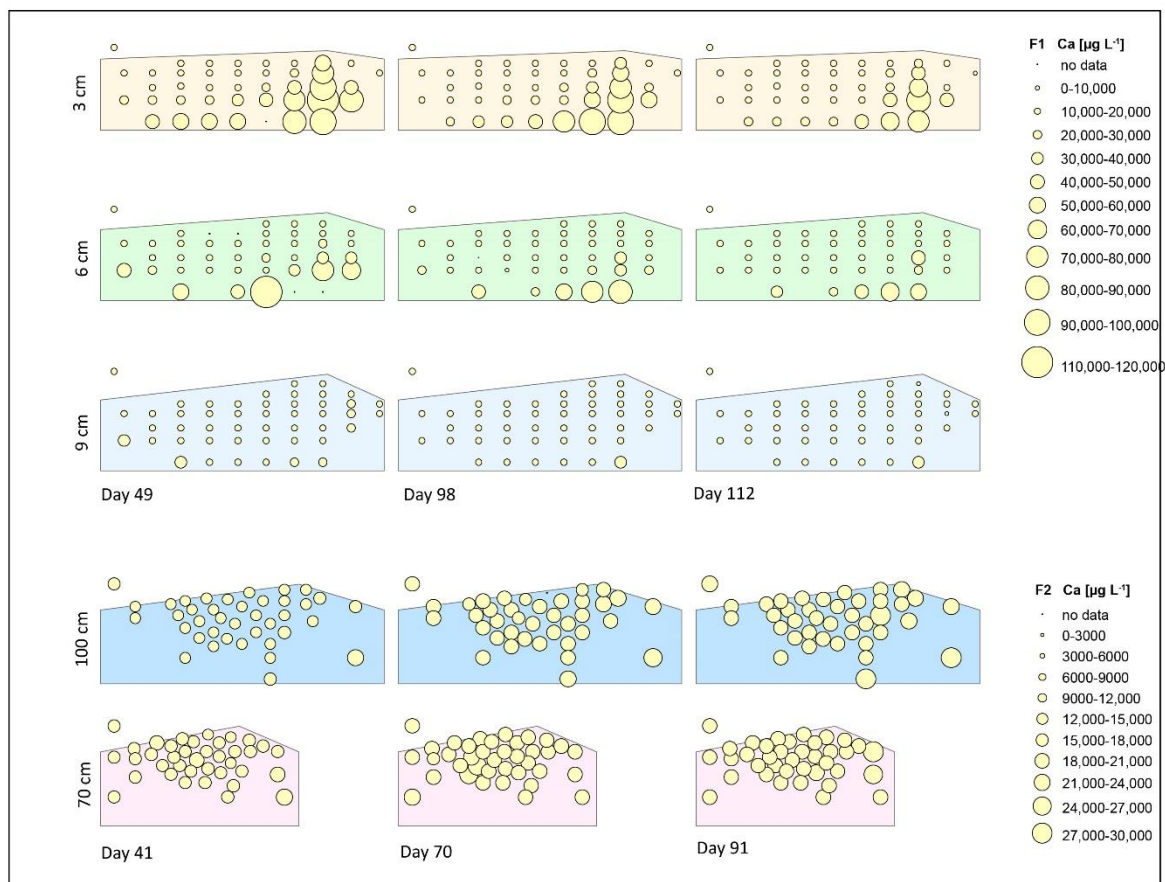 F1 Ca [µg L⁻¹]
no data
0-10,000
10,000-20,000
20,000-30,000
30,000-40,000
40,000-50,000
50,000-60,000
60,000-70,000
70,000-80,000
80,000-90,000
90,000-100,000
110,000-120,000
3 cm
6 cm
9 cm
Day 49 Day 98 Day 112
F2 Ca [µg L⁻¹]
no data
0-3000
3000-6000
6000-9000
9000-12,000
12,000-15,000
15,000-18,000
18,000-21,000
21,000-24,000
24,000-27,000
27,000-30,000
100 cm
70 cm
Day 41 Day 70 Day 91